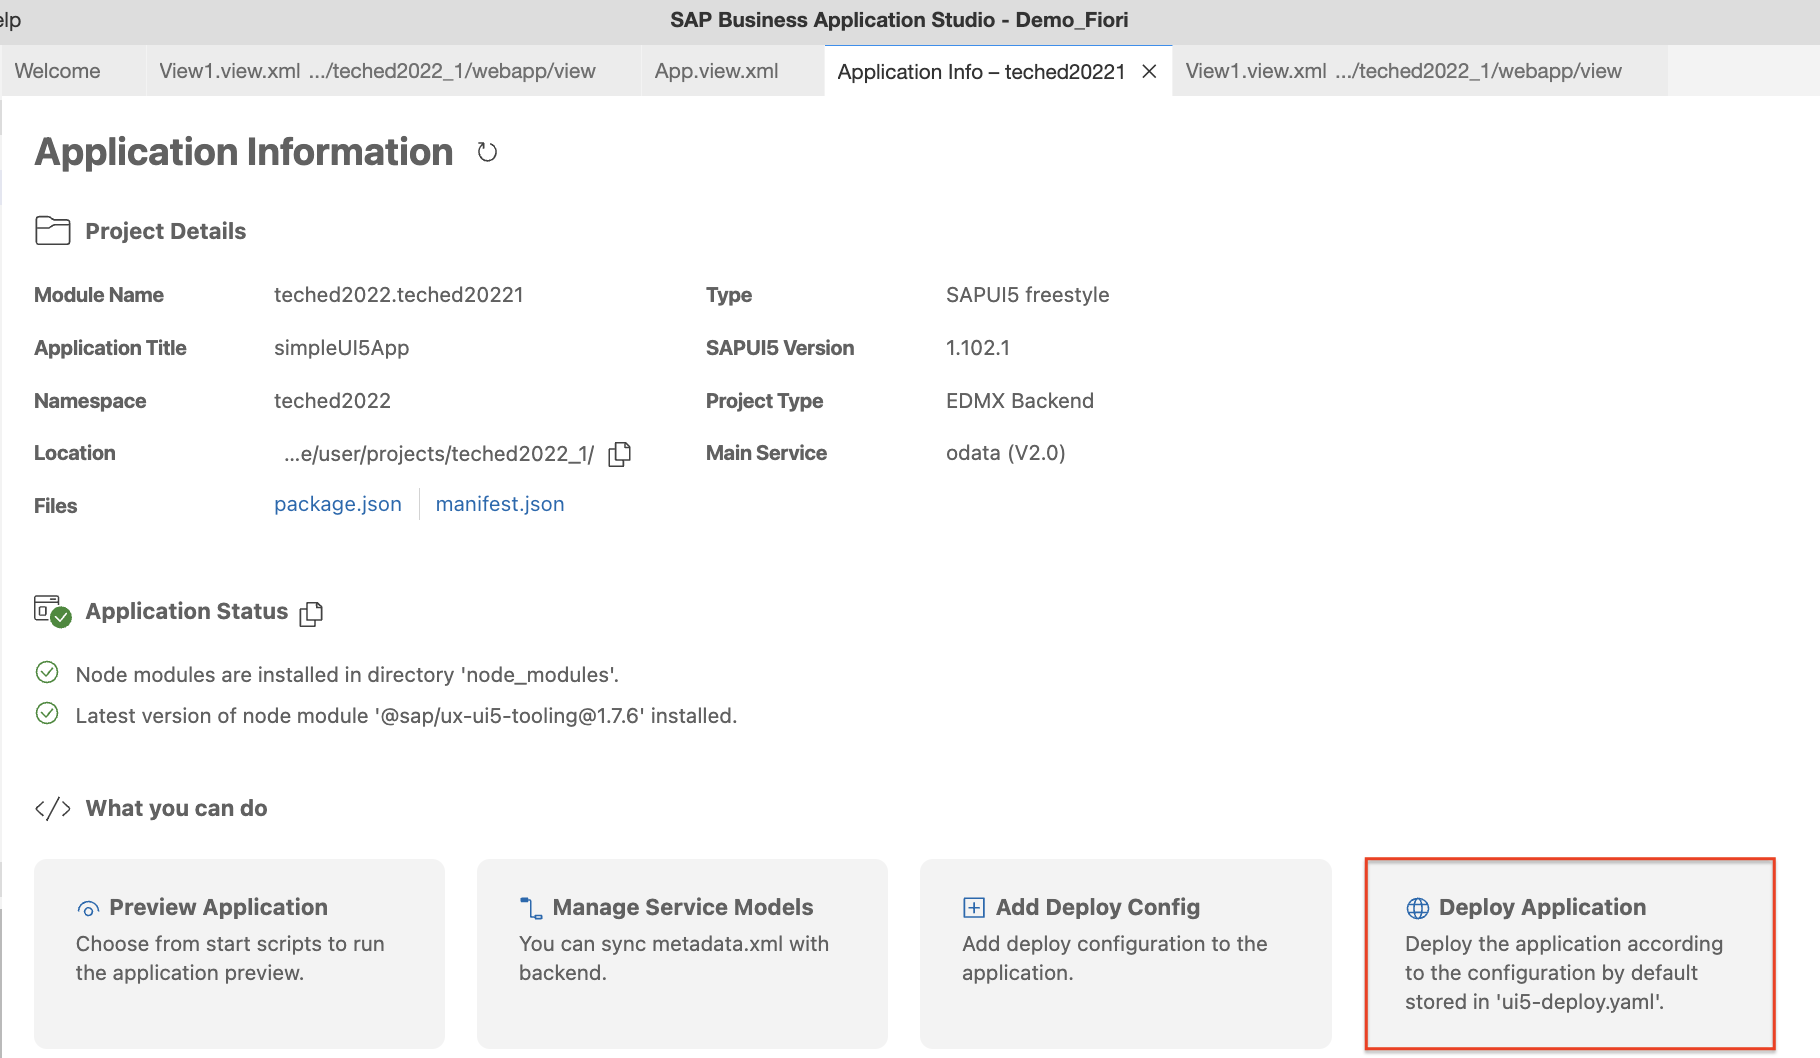 elp
SAP Business Application Studio - Demo_Fiori
Welcome
View1.view.xml .../teched2022_1/webapp/view
App.view.xml
Application Info – teched20221
View1.view.xml .../teched2022_1/webapp/view
Application Information
Project Details
Module Name
teched2022.teched20221
Type
SAPUI5 freestyle
Application Title
simpleUI5App
SAPUI5 Version
1.102.1
Namespace
teched2022
Project Type
EDMX Backend
Location
...e/user/projects/teched2022_1/
Main Service
odata (V2.0)
Files
package.json
manifest.json
Application Status
Node modules are installed in directory 'node_modules'.
Latest version of node module '@sap/ux-ui5-tooling@1.7.6' installed.
What you can do
Preview Application
Choose from start scripts to run
the application preview.
Manage Service Models
You can sync metadata.xml with
backend.
Add Deploy Config
Add deploy configuration to the
application.
Deploy Application
Deploy the application according
to the configuration by default
stored in 'ui5-deploy.yaml'.